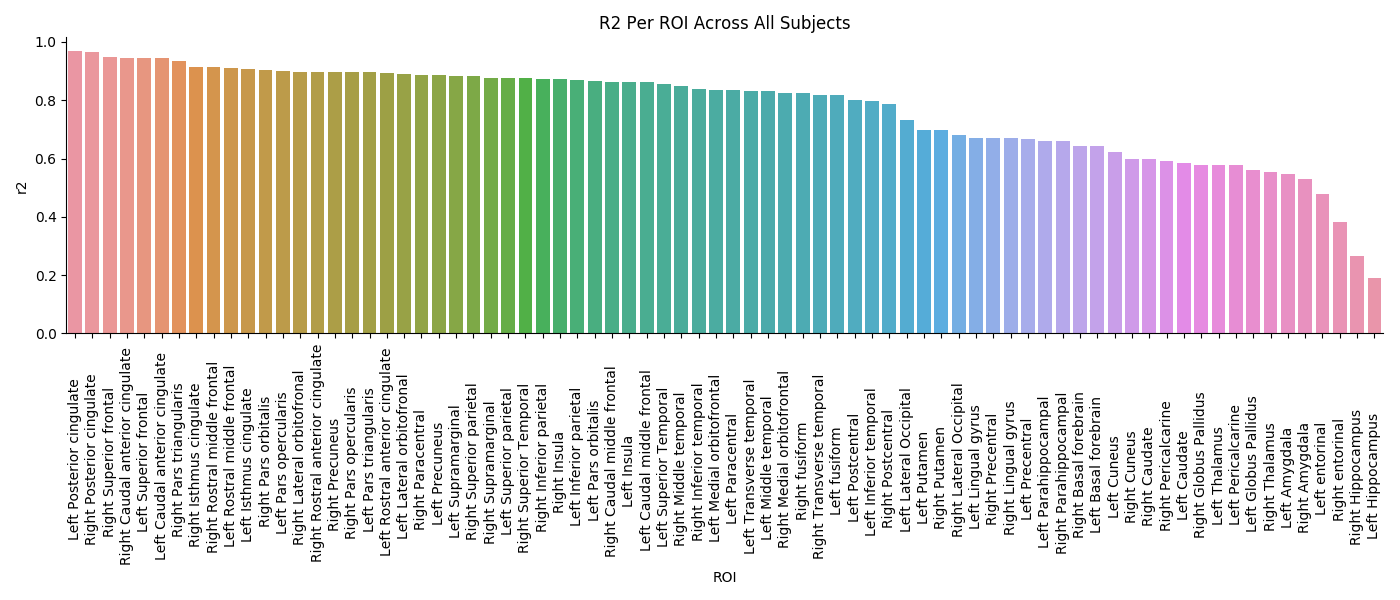 R2 Per ROI Across All Subjects
1.0
0.8
0.6
0.4
0.2
0.0
r2
Left Posterior cingulate
Right Posterior cingulate
Right Superior frontal
Right Caudal anterior cingulate
Left Superior frontal
Left Caudal anterior cingulate
Right Pars triangularis
Right Isthmus cingulate
Right Rostral middle frontal
Left Rostral middle frontal
Left Isthmus cingulate
Right Pars orbitalis
Left Pars opercularis
Right Lateral orbitofronal
Right Rostral anterior cingulate
Right Precuneus
Right Pars opercularis
Left Pars triangularis
Left Rostral anterior cingulate
Left Lateral orbitofronal
Right Paracentral
Left Precuneus
Left Supramarginal
Right Superior parietal
Right Supramarginal
Left Superior parietal
Right Superior Temporal
Right Inferior parietal
Right Insula
Left Inferior parietal
Left Pars orbitalis
Right Caudal middle frontal
Left Insula
Left Caudal middle frontal
Left Superior Temporal
Right Middle temporal
Right Inferior temporal
Left Medial orbitofrontal
Left Paracentral
Left Transverse temporal
Left Middle temporal
Right Medial orbitofrontal
Right fusiform
Right Transverse temporal
Left fusiform
Left Postcentral
Left Inferior temporal
Right Postcentral
Left Lateral Occipital
Left Putamen
Right Putamen
Right Lateral Occipital
Left Lingual gyrus
Right Precentral
Right Lingual gyrus
Left Precentral
Left Parahippocampal
Right Parahippocampal
Right Basal forebrain
Left Basal forebrain
Left Cuneus
Right Cuneus
Right Caudate
Right Pericalcarine
Left Caudate
Right Globus Pallidus
Left Thalamus
Left Pericalcarine
Left Globus Pallidus
Right Thalamus
Left Amygdala
Right Amygdala
Left entorinal
Right entorinal
Right Hippocampus
Left Hippocampus
ROI